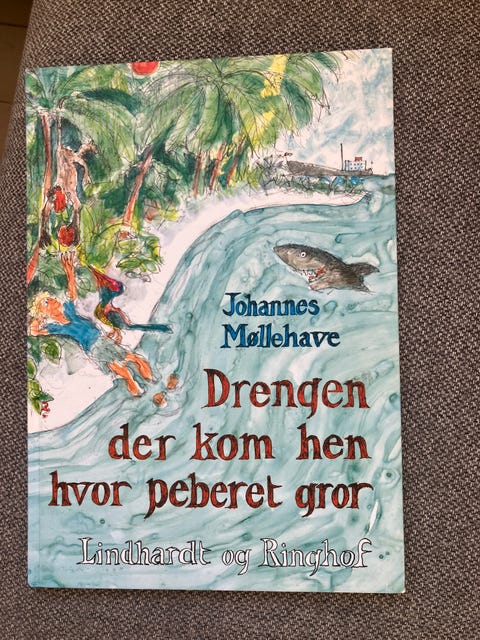 Johannes
Møllehave
Drengen
der kom hen
hvor peberet gror
Lindhardt og Ringhof